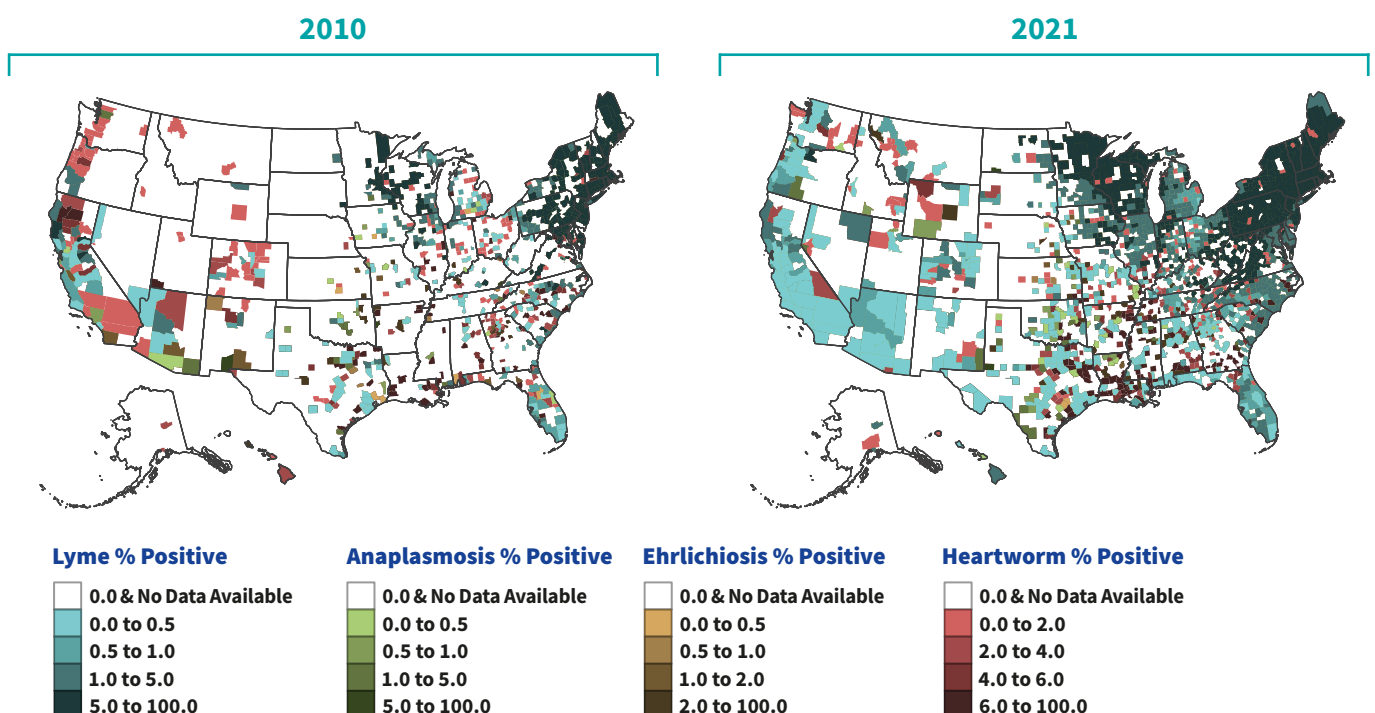 2010
2021
Lyme % Positive
0.0 & No Data Available
0.0 to 0.5
0.5 to 1.0
1.0 to 5.0
5.0 to 100.0
Anaplasmosis % Positive
0.0 & No Data Available
0.0 to 0.5
0.5 to 1.0
1.0 to 5.0
5.0 to 100.0
Ehrlichiosis % Positive
0.0 & No Data Available
0.0 to 0.5
0.5 to 1.0
1.0 to 2.0
2.0 to 100.0
Heartworm % Positive
0.0 & No Data Available
0.0 to 2.0
2.0 to 4.0
4.0 to 6.0
6.0 to 100.0